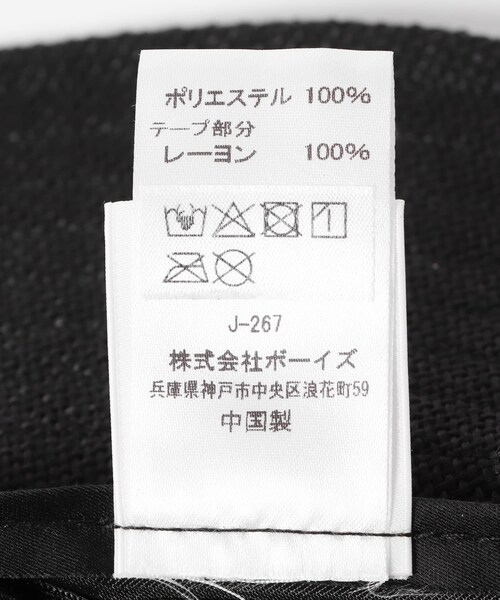 ポリエステル 100%
テープ部分
レーヨン 100%
J-267
株式会社ボーイズ
兵庫県神戸市中央区浪花町59
中国製